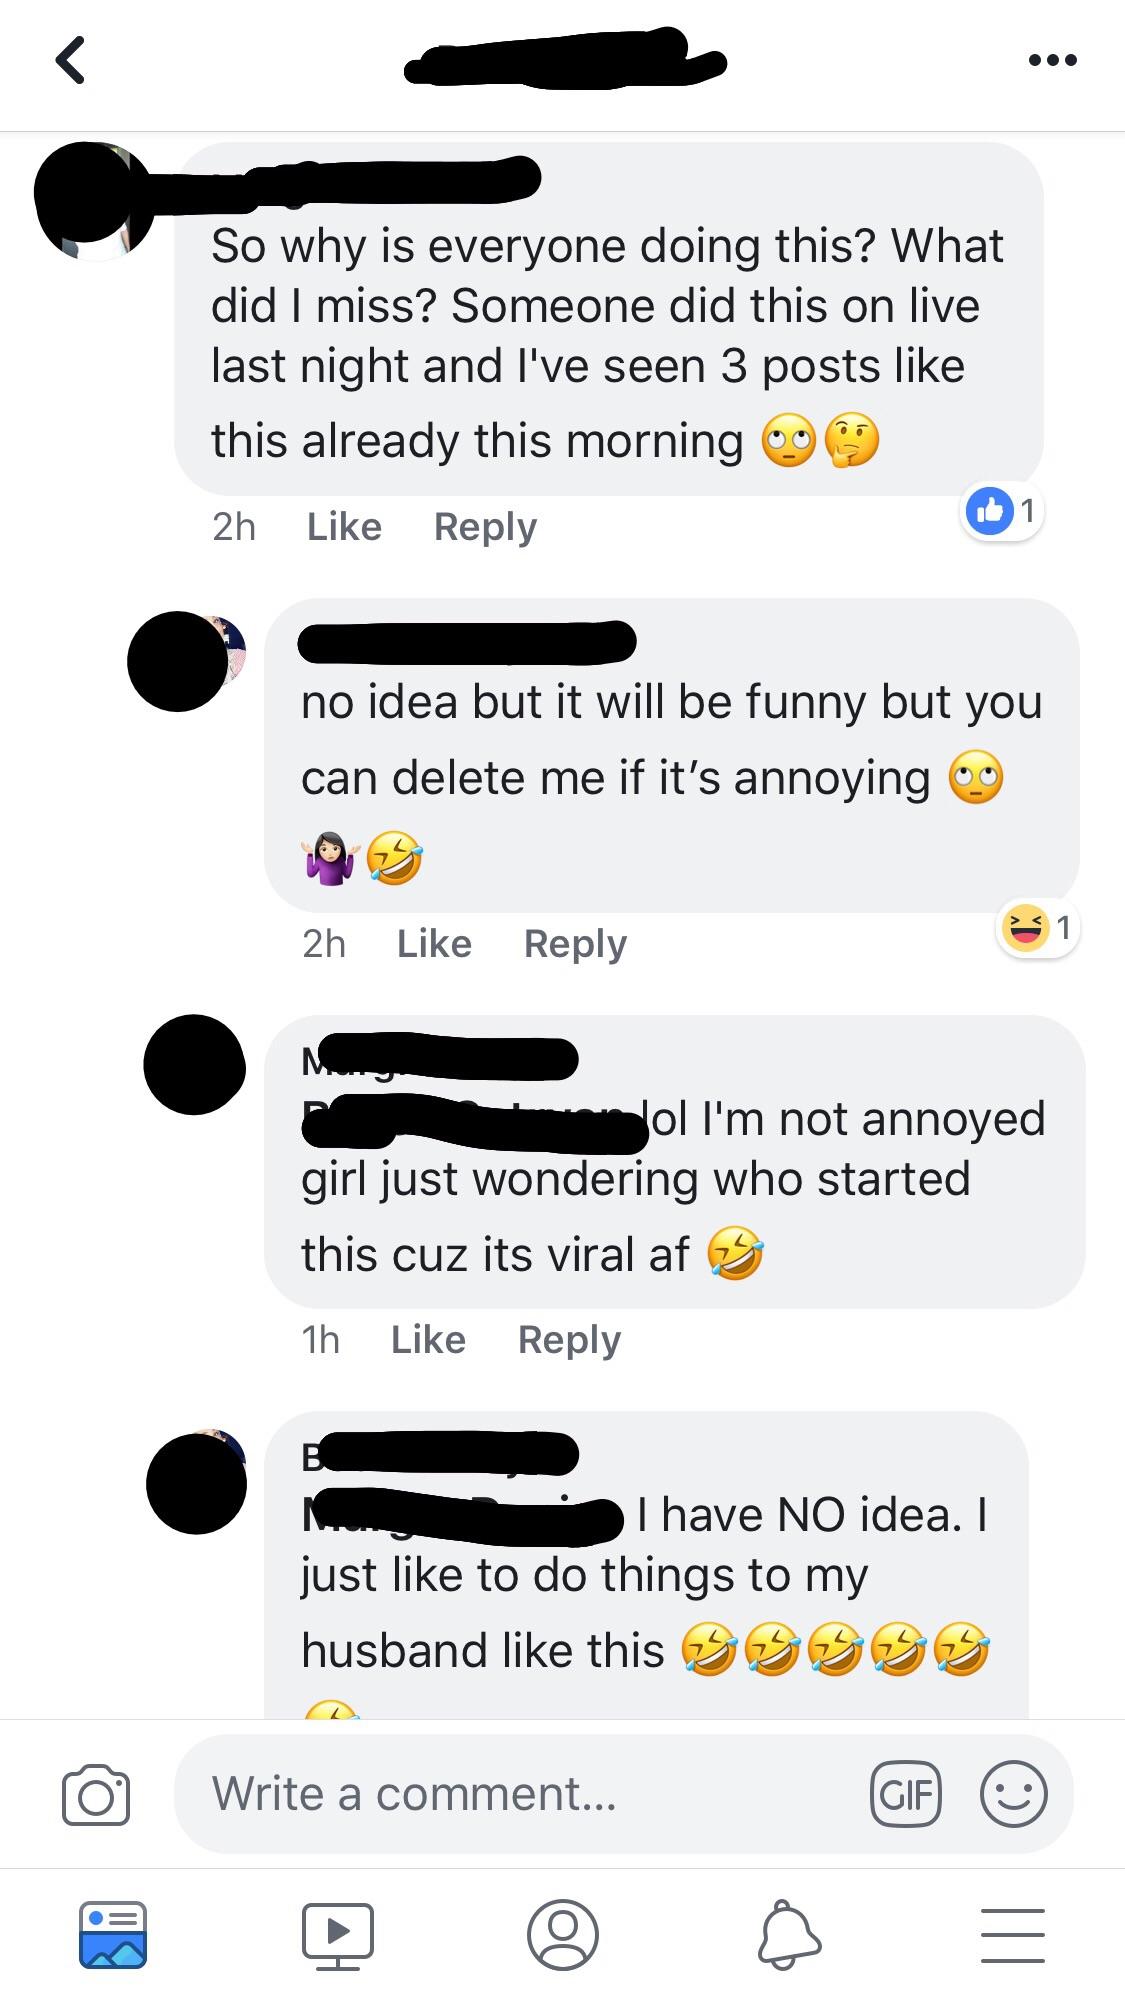 So why is everyone doing this? What
did I miss? Someone did this on live
last night and I've seen 3 posts like
this already this morning 🙄🤔
2h Like Reply
1
no idea but it will be funny but you
can delete me if it’s annoying 🙄
🤷🏻‍♀️🤣
2h Like Reply
1
lol I'm not annoyed
girl just wondering who started
this cuz its viral af 🤣
1h Like Reply
I have NO idea. I
just like to do things to my
husband like this 🤣🤣🤣🤣🤣
🤣
Write a comment...
GIF